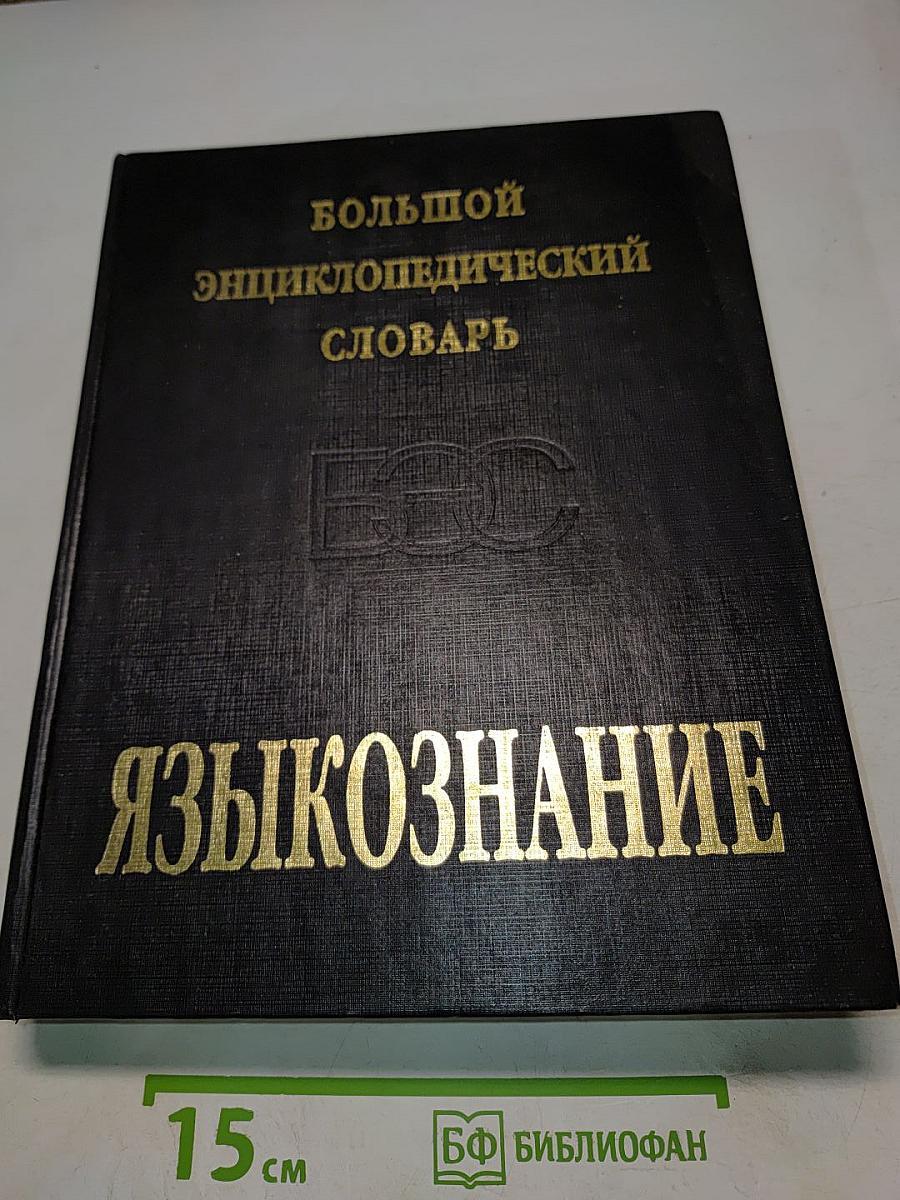 БОЛЬШОЙ
ЭНЦИКЛОПЕДИЧЕСКИЙ
СЛОВАРЬ
БЭС
ЯЗЫКОЗНАНИЕ
15 см
БФ БИБЛИОФАН